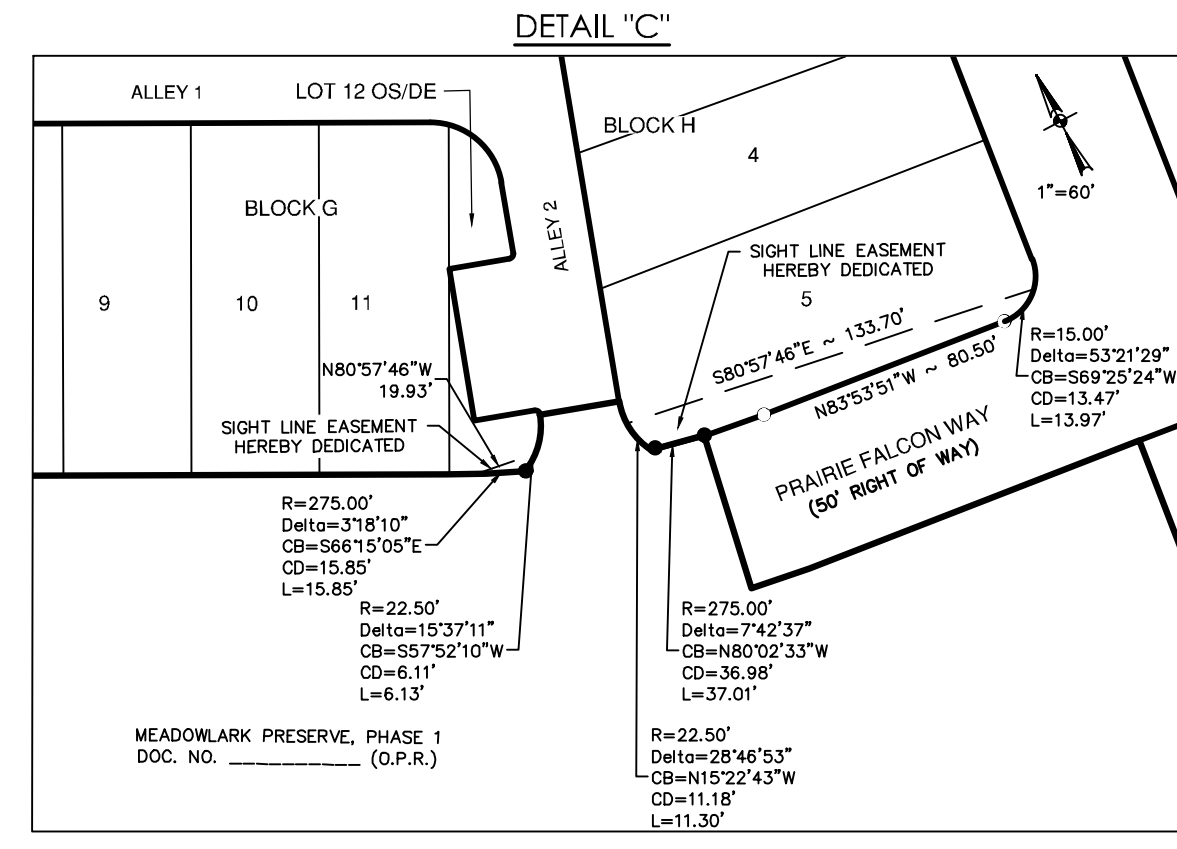 DETAIL "C"
ALLEY 1
LOT 12 OS/DE
BLOCK H
4
1"=60'
BLOCK G
ALLEY 2
SIGHT LINE EASEMENT
HEREBY DEDICATED
9
10
11
5
S80°57'46"E ~ 133.70'
N83°53'51"W ~ 80.50'
R=15.00'
Delta=53°21'29"
CB=S69°25'24"W
CD=13.47'
L=13.97'
N80°57'46"W
19.93'
SIGHT LINE EASEMENT
HEREBY DEDICATED
PRAIRIE FALCON WAY
(50' RIGHT OF WAY)
R=275.00'
Delta=3°18'10"
CB=S66°15'05"E
CD=15.85'
L=15.85'
R=22.50'
Delta=15°37'11"
CB=S57°52'10"W
CD=6.11'
L=6.13'
R=275.00'
Delta=7°42'37"
CB=N80°02'33"W
CD=36.98'
L=37.01'
MEADOWLARK PRESERVE, PHASE 1
DOC. NO. __________ (O.P.R.)
R=22.50'
Delta=28°46'53"
CB=N15°22'43"W
CD=11.18'
L=11.30'